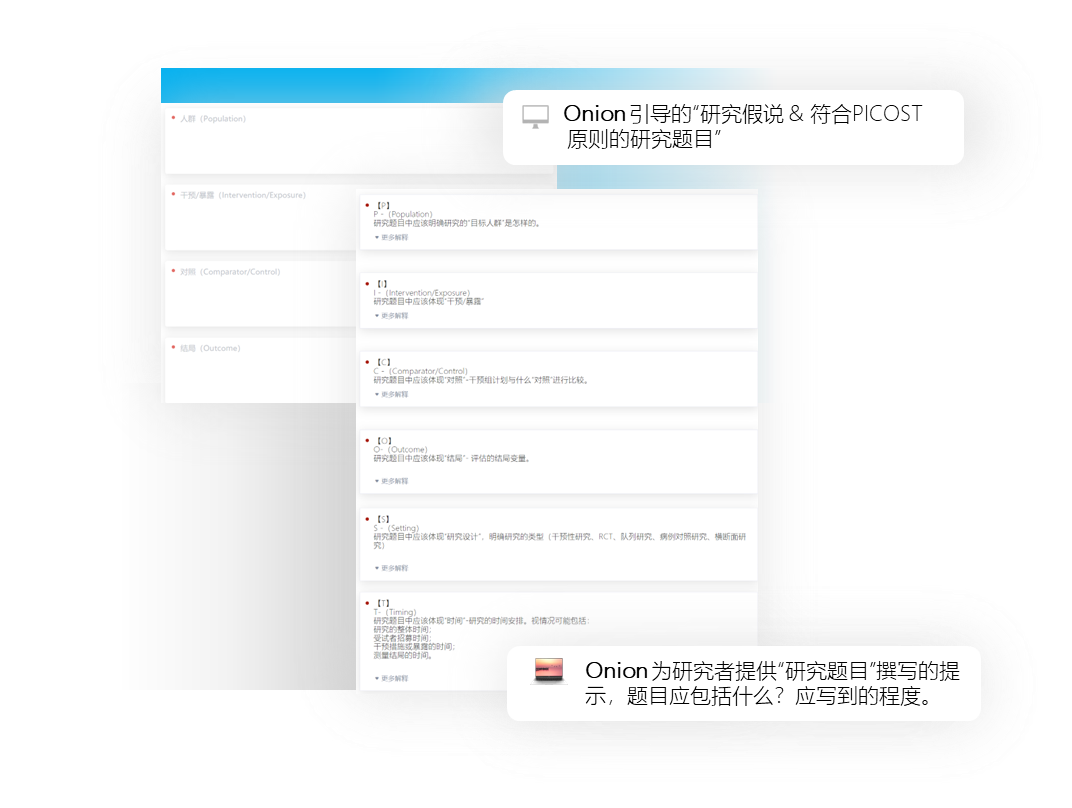 Onion引导的“研究假说 & 符合PICOST
原则的研究题目”
* 人群（Population）
* 干预/暴露（Intervention/Exposure）
* 对照（Comparator/Control）
* 结局（Outcome）
• 【P】
P -（Population）
研究题目中应该明确研究的“目标人群”是怎样的。
▼ 更多解释
• 【I】
I -（Intervention/Exposure）
研究题目中应该体现“干预/暴露”
▼ 更多解释
• 【C】
C -（Comparator/Control）
研究题目中应该体现“对照”-干预组计划与什么“对照”进行比较。
▼ 更多解释
• 【O】
O-（Outcome）
研究题目中应该体现“结局”- 评估的结局变量。
▼ 更多解释
• 【S】
S -（Setting）
研究题目中应该体现“研究设计”，明确研究的类型（干预性研究、RCT、队列研究、病例对照研究、横断面研
究）
▼ 更多解释
• 【T】
T-（Timing）
研究题目中应该体现“时间”-研究的时间安排。视情况可能包括：
研究的整体时间；
受试者招募时间；
干预措施或暴露的时间；
测量结局的时间。
▼ 更多解释
Onion为研究者提供“研究题目”撰写的提
示，题目应包括什么？应写到的程度。